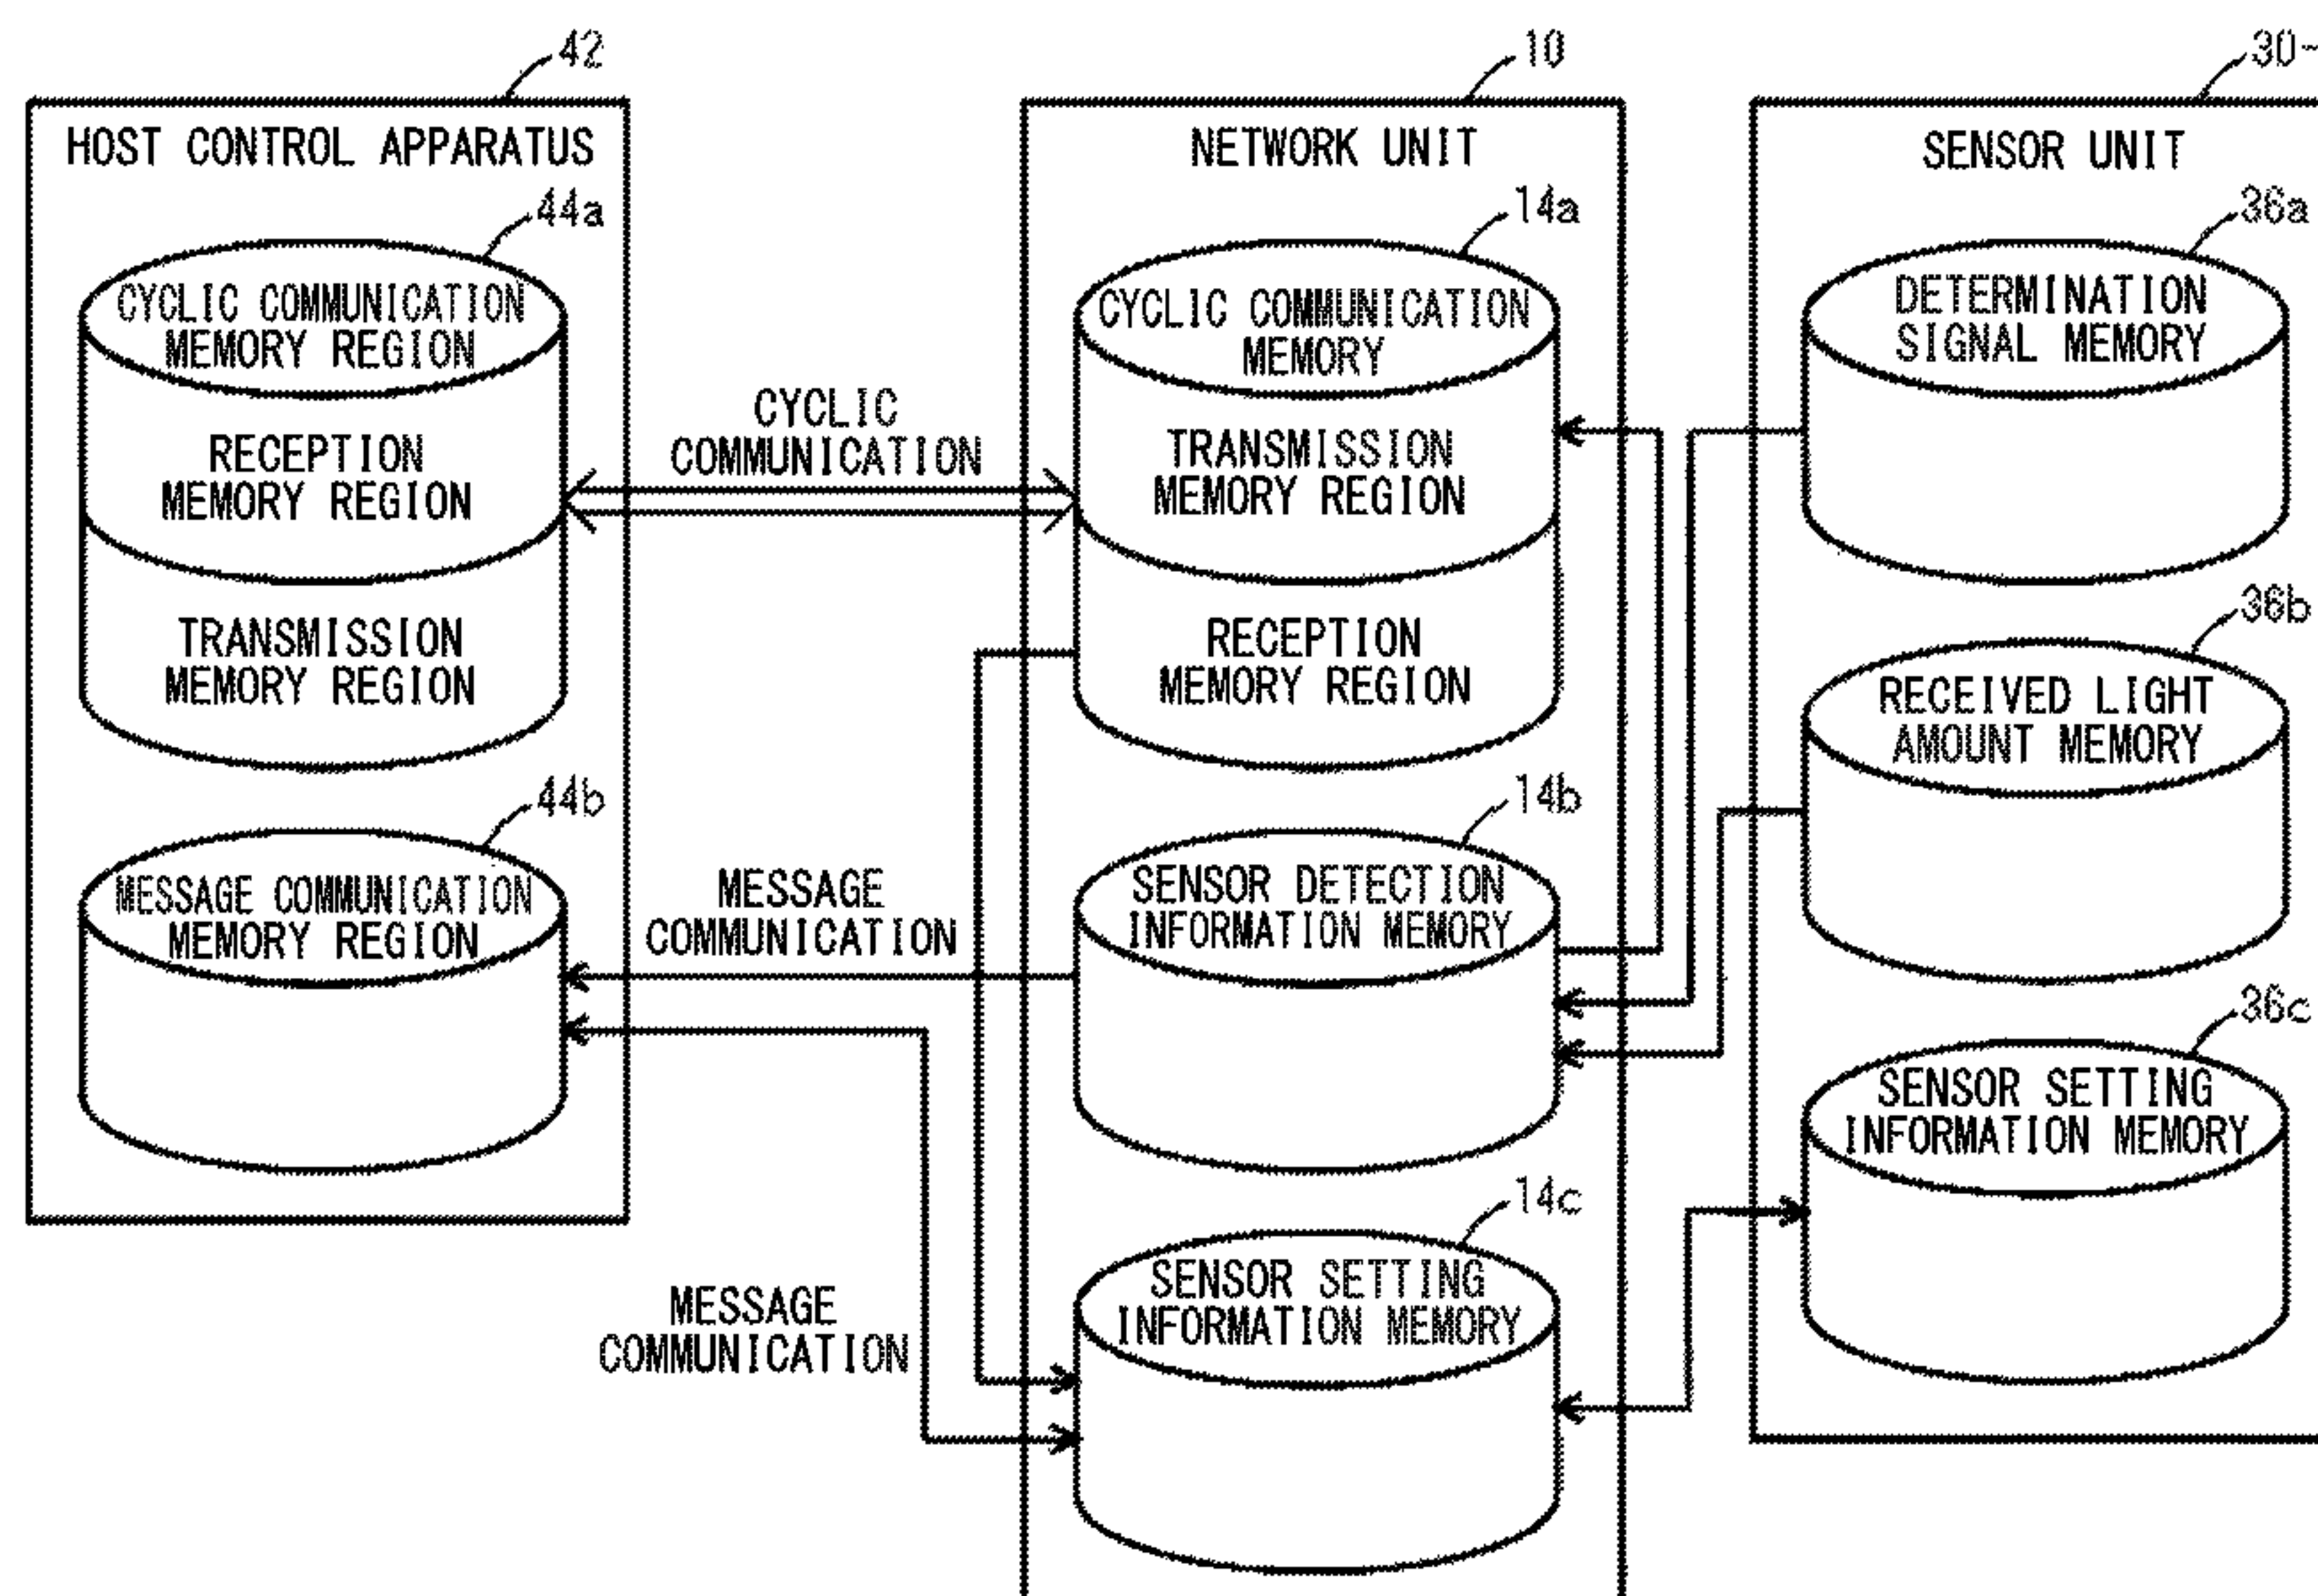 42
HOST CONTROL APPARATUS
44a
CYCLIC COMMUNICATION
MEMORY REGION
RECEPTION
MEMORY REGION
TRANSMISSION
MEMORY REGION
44b
MESSAGE COMMUNICATION
MEMORY REGION
CYCLIC
COMMUNICATION
MESSAGE
COMMUNICATION
MESSAGE
COMMUNICATION
10
NETWORK UNIT
14a
CYCLIC COMMUNICATION
MEMORY
TRANSMISSION
MEMORY REGION
RECEPTION
MEMORY REGION
14b
SENSOR DETECTION
INFORMATION MEMORY
14c
SENSOR SETTING
INFORMATION MEMORY
30-
SENSOR UNIT
36a
DETERMINATION
SIGNAL MEMORY
36b
RECEIVED LIGHT
AMOUNT MEMORY
36c
SENSOR SETTING
INFORMATION MEMORY